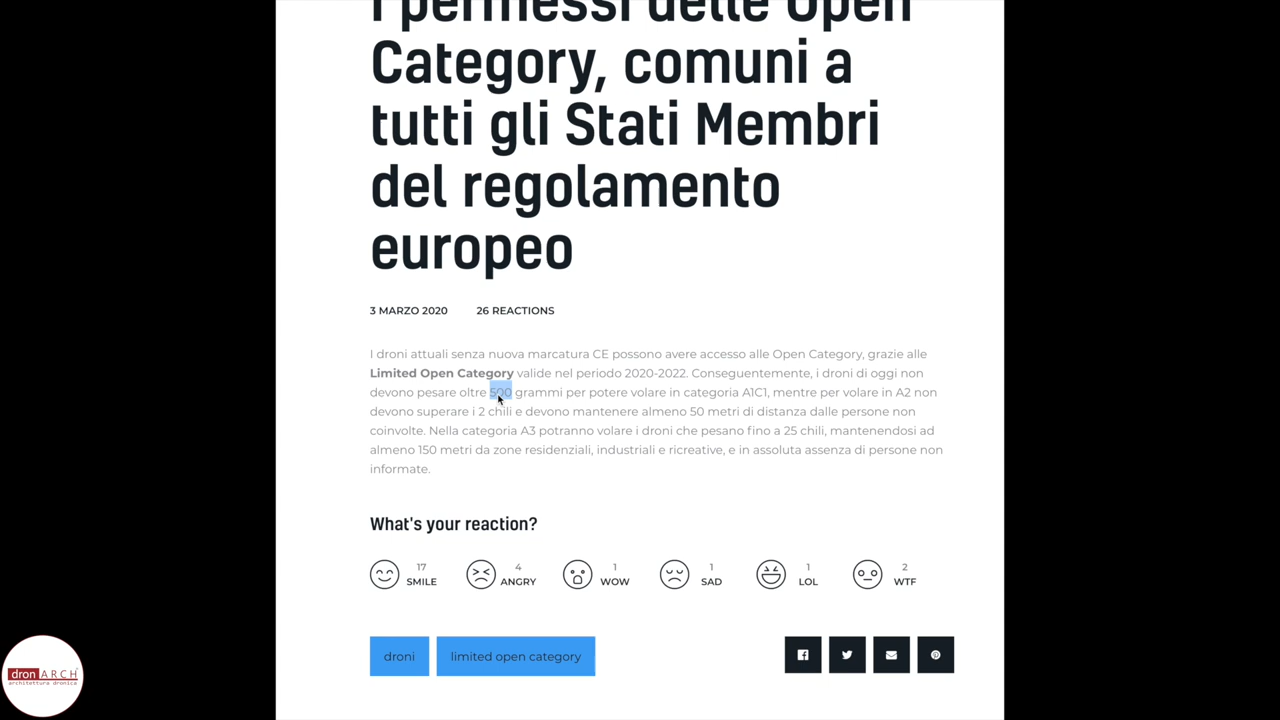 I permessi delle Open
Category, comuni a
tutti gli Stati Membri
del regolamento
europeo
3 MARZO 2020 26 REACTIONS
I droni attuali senza nuova marcatura CE possono avere accesso alle Open Category, grazie alle
Limited Open Category valide nel periodo 2020-2022. Conseguentemente, i droni di oggi non
devono pesare oltre 500 grammi per potere volare in categoria A1C1, mentre per volare in A2 non
devono superare i 2 chili e devono mantenere almeno 50 metri di distanza dalle persone non
coinvolte. Nella categoria A3 potranno volare i droni che pesano fino a 25 chili, mantenendosi ad
almeno 150 metri da zone residenziali, industriali e ricreative, e in assoluta assenza di persone non
informate.
What's your reaction?
17 SMILE 4 ANGRY 1 WOW 1 SAD 1 LOL 2 WTF
droni limited open category
dronARCH
architettura dronica